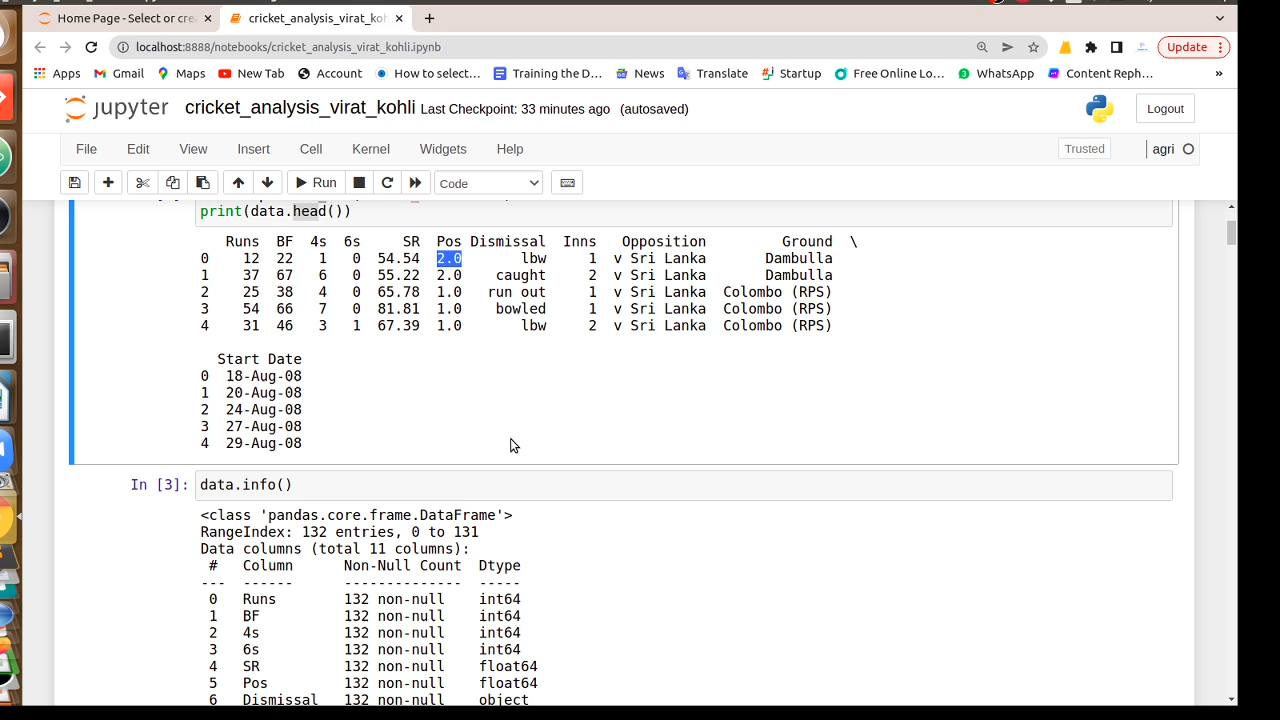 Home Page - Select or cre
cricket_analysis_virat_koh
localhost:8888/notebooks/cricket_analysis_virat_kohli.ipynb
Update
Apps Gmail Maps New Tab Account How to select... Training the D... News Translate Startup Free Online Lo... WhatsApp Content Reph... »
jupyter cricket_analysis_virat_kohli Last Checkpoint: 33 minutes ago (autosaved) Logout
File Edit View Insert Cell Kernel Widgets Help Trusted agri
Run Code
print(data.head())
Runs BF 4s 6s SR Pos Dismissal Inns Opposition Ground \
0 12 22 1 0 54.54 2.0 lbw 1 v Sri Lanka Dambulla
1 37 67 6 0 55.22 2.0 caught 2 v Sri Lanka Dambulla
2 25 38 4 0 65.78 1.0 run out 1 v Sri Lanka Colombo (RPS)
3 54 66 7 0 81.81 1.0 bowled 1 v Sri Lanka Colombo (RPS)
4 31 46 3 1 67.39 1.0 lbw 2 v Sri Lanka Colombo (RPS)
Start Date
0 18-Aug-08
1 20-Aug-08
2 24-Aug-08
3 27-Aug-08
4 29-Aug-08
In [3]: data.info()
<class 'pandas.core.frame.DataFrame'>
RangeIndex: 132 entries, 0 to 131
Data columns (total 11 columns):
# Column Non-Null Count Dtype
--- ------ -------------- -----
0 Runs 132 non-null int64
1 BF 132 non-null int64
2 4s 132 non-null int64
3 6s 132 non-null int64
4 SR 132 non-null float64
5 Pos 132 non-null float64
6 Dismissal 132 non-null object